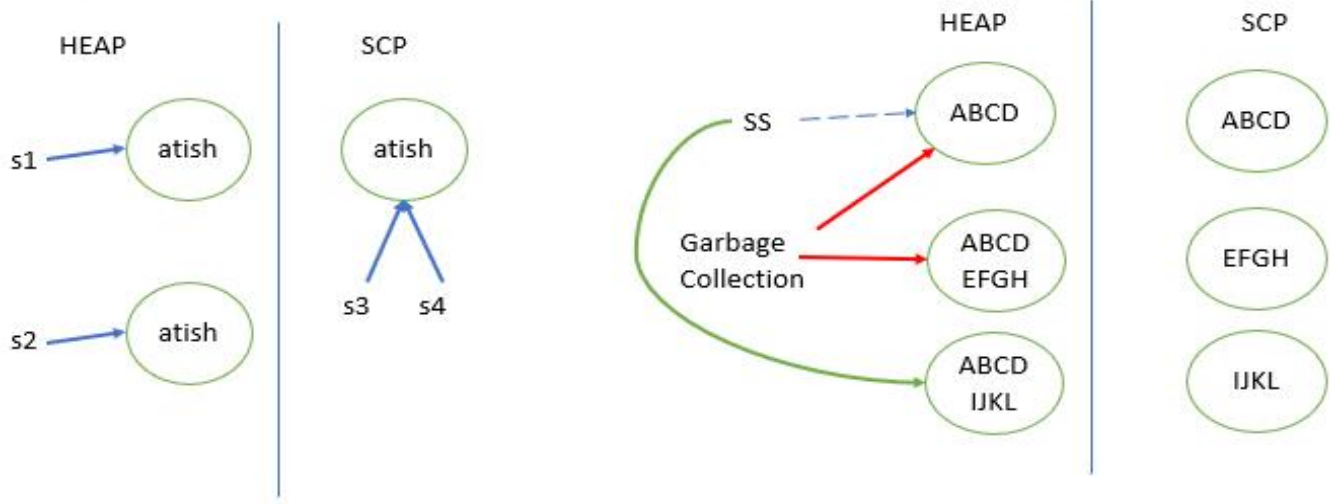 HEAP
SCP
s1
atish
atish
s3
s4
s2
atish
HEAP
SCP
SS
ABCD
ABCD
Garbage
Collection
ABCD
EFGH
EFGH
ABCD
IJKL
IJKL